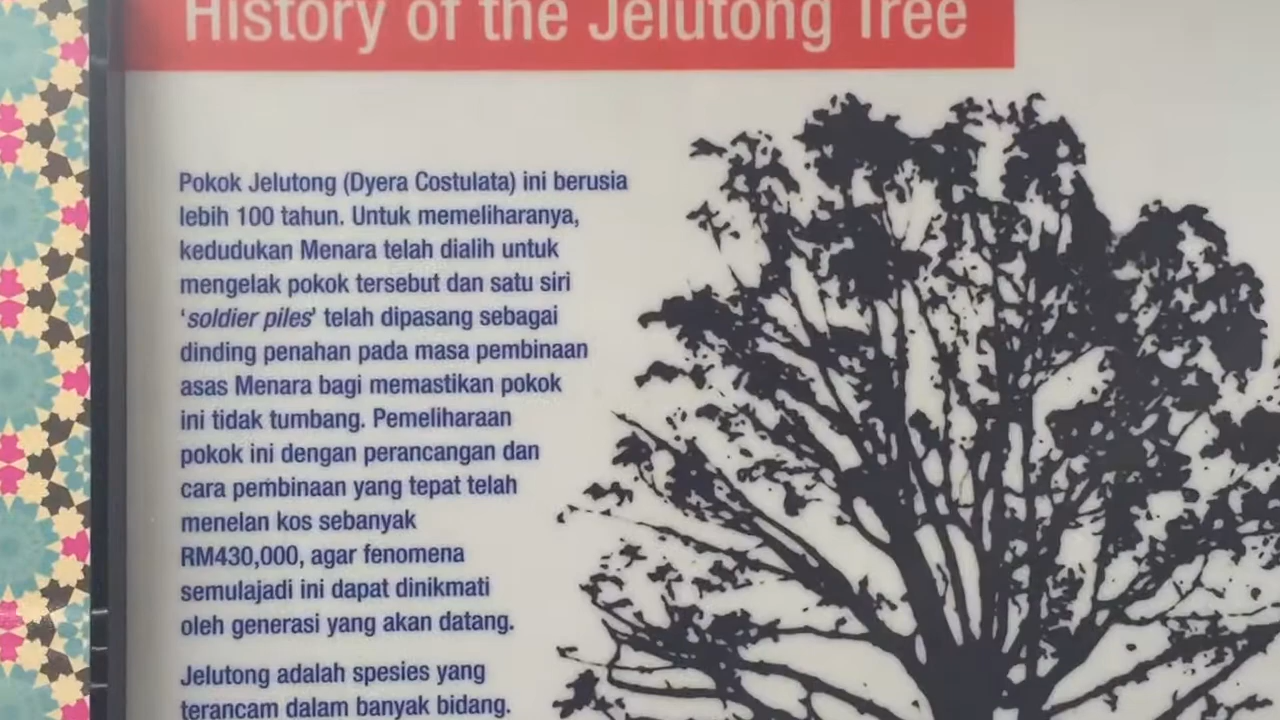 History of the Jelutong Tree
Pokok Jelutong (Dyera Costulata) ini berusia
lebih 100 tahun. Untuk memeliharanya,
kedudukan Menara telah dialih untuk
mengelak pokok tersebut dan satu siri
'soldier piles' telah dipasang sebagai
dinding penahan pada masa pembinaan
asas Menara bagi memastikan pokok
ini tidak tumbang. Pemeliharaan
pokok ini dengan perancangan dan
cara pembinaan yang tepat telah
menelan kos sebanyak
RM430,000, agar fenomena
semulajadi ini dapat dinikmati
oleh generasi yang akan datang.
Jelutong adalah spesies yang
terancam dalam banyak bidang.